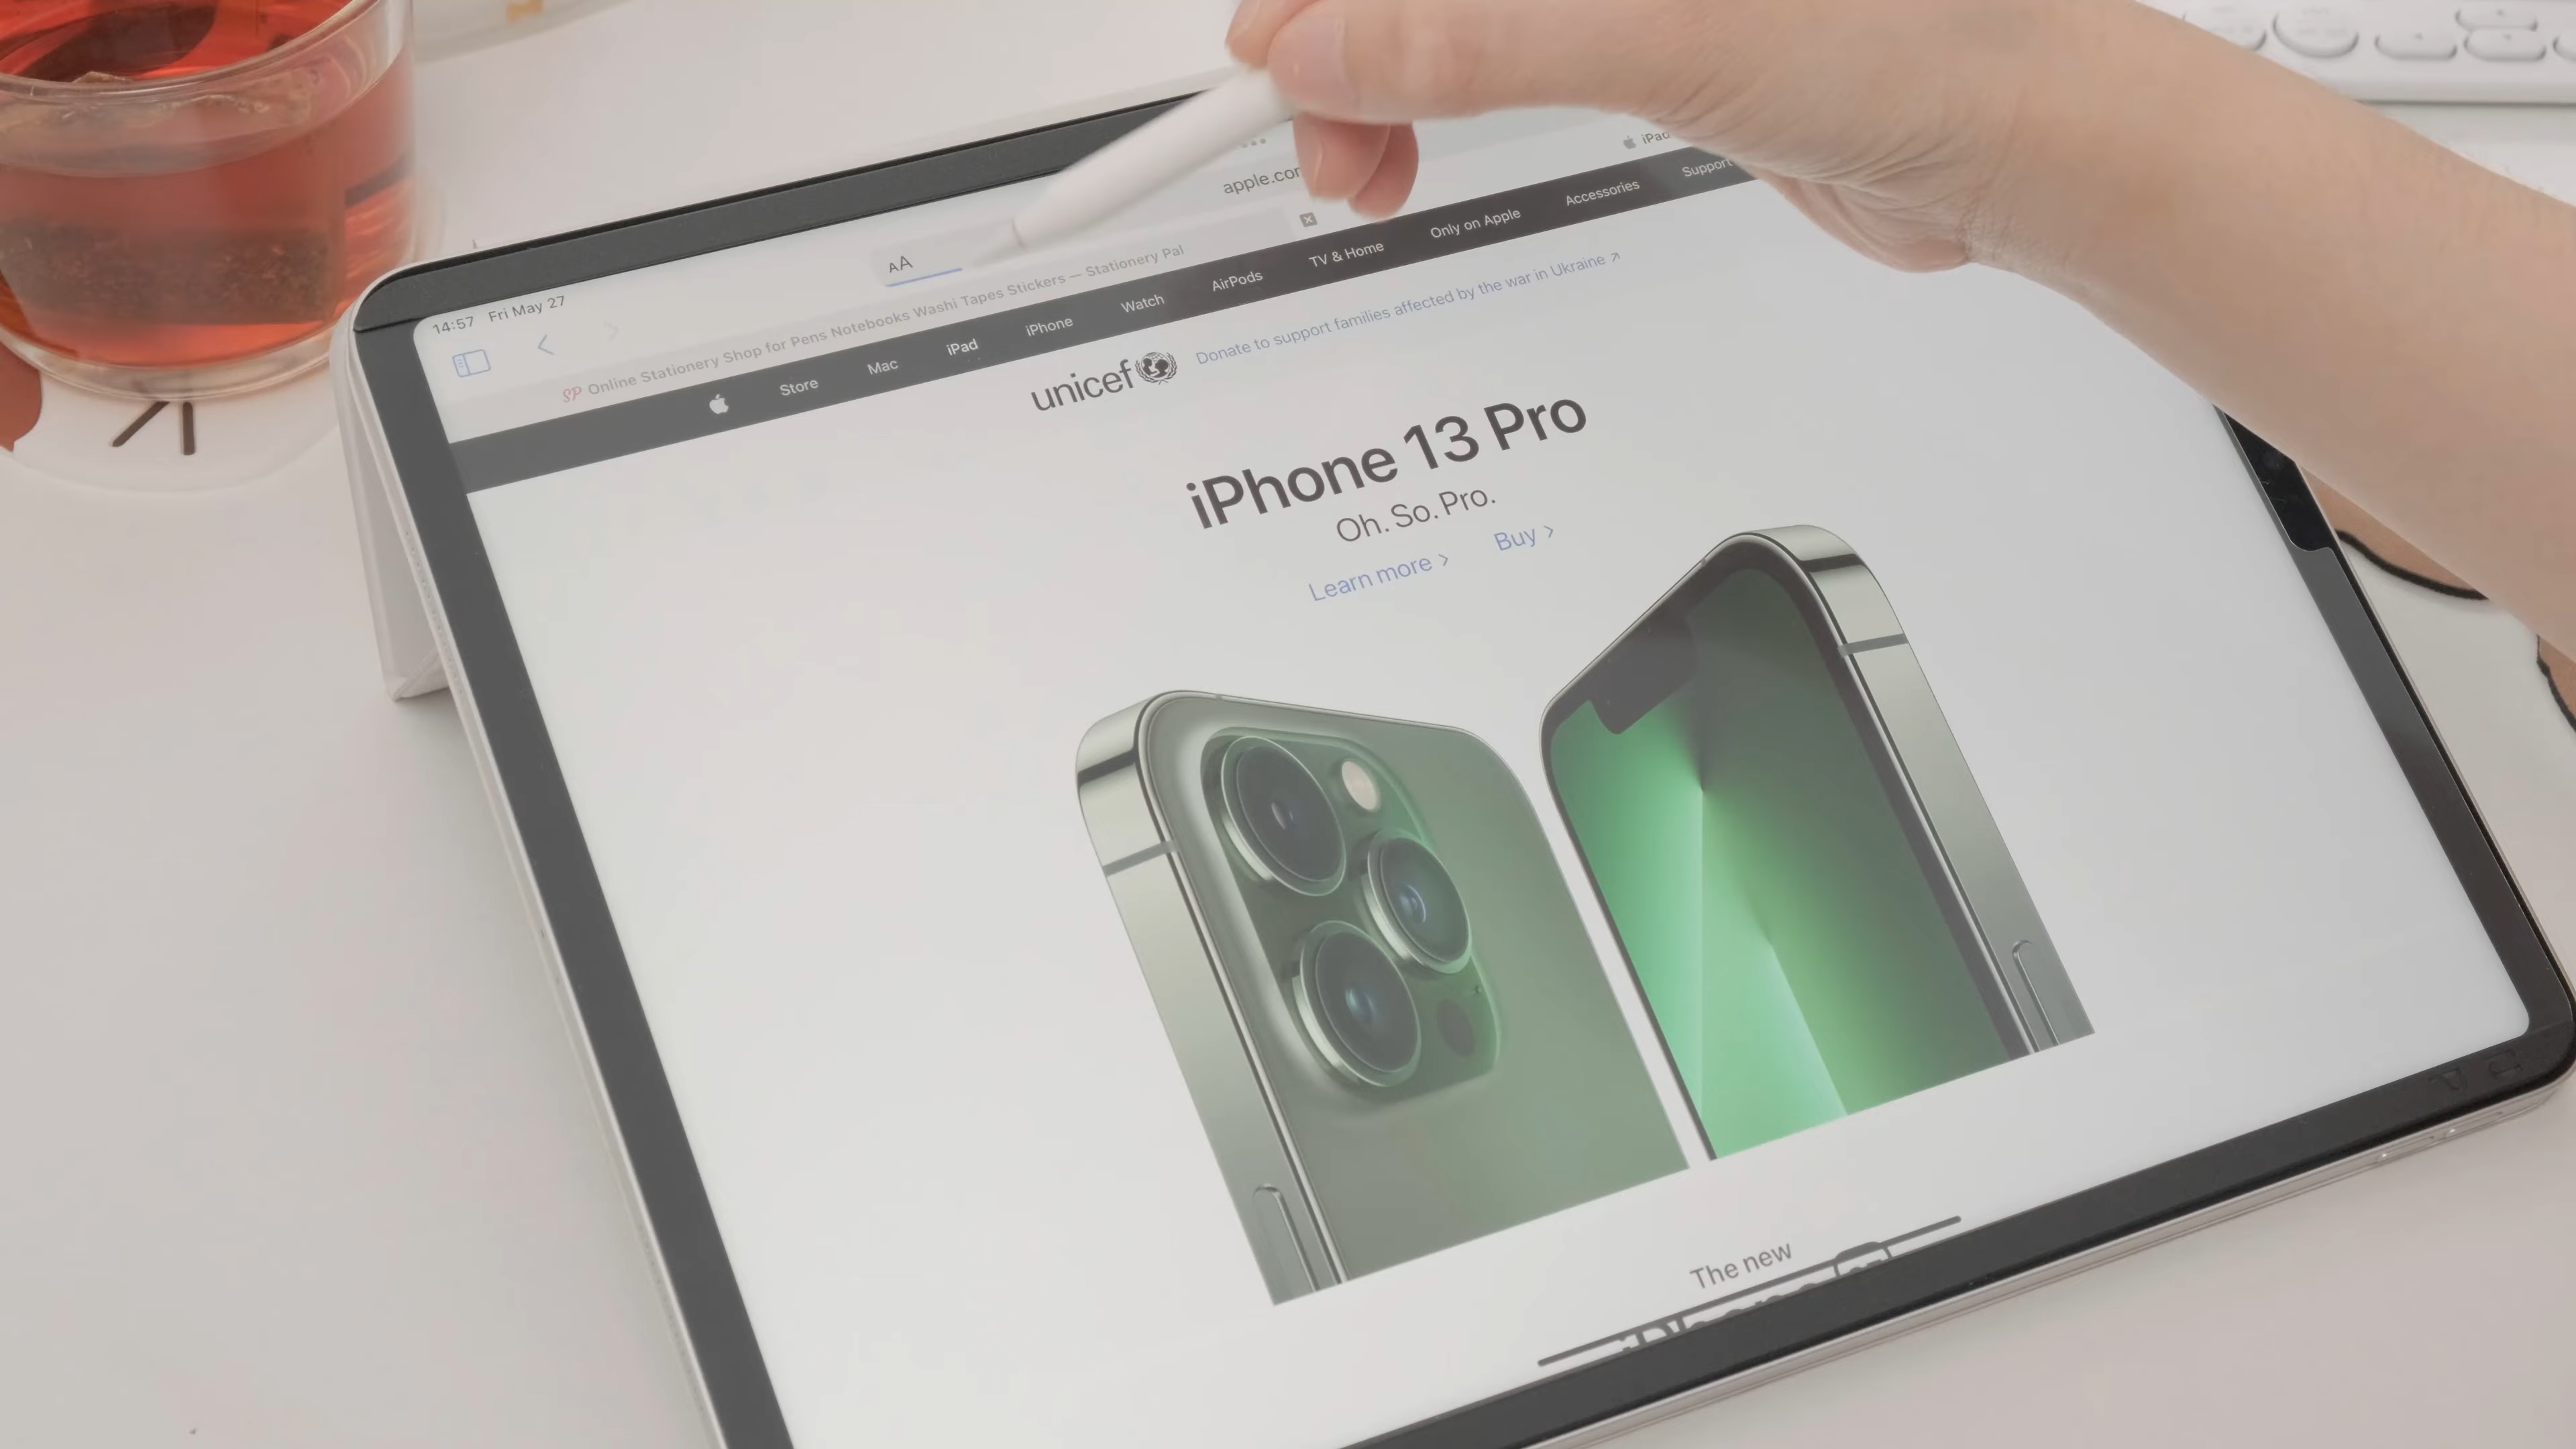 14:57 Fri May 27
AA
SP Online Stationery Shop for Pens Notebooks Washi Tapes Stickers — Stationery Pal
iPad
Store Mac iPad iPhone Watch AirPods TV & Home Only on Apple Accessories Support
unicef Donate to support families affected by the war in Ukraine ↗
iPhone 13 Pro
Oh. So. Pro.
Learn more > Buy >
The new